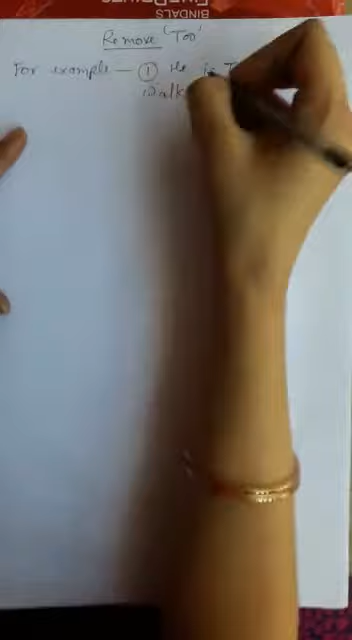 BINDALS
Remove 'Too'
For example — ① He is
Walk